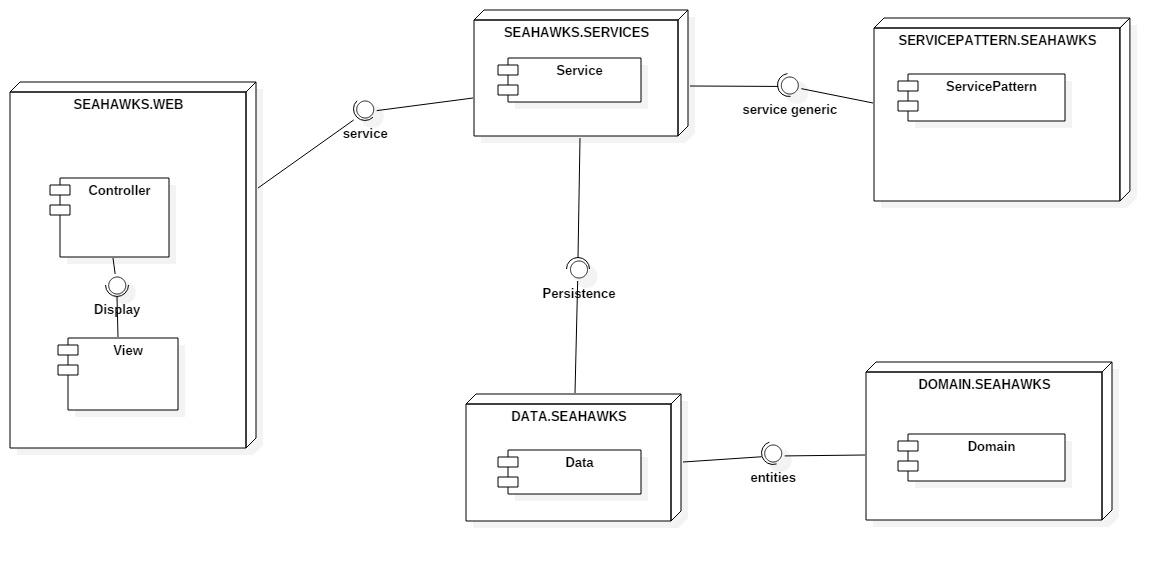 SEAHAWKS.WEB
Controller
Display
View
service
SEAHAWKS.SERVICES
Service
service generic
SERVICEPATTERN.SEAHAWKS
ServicePattern
Persistence
DATA.SEAHAWKS
Data
entities
DOMAIN.SEAHAWKS
Domain